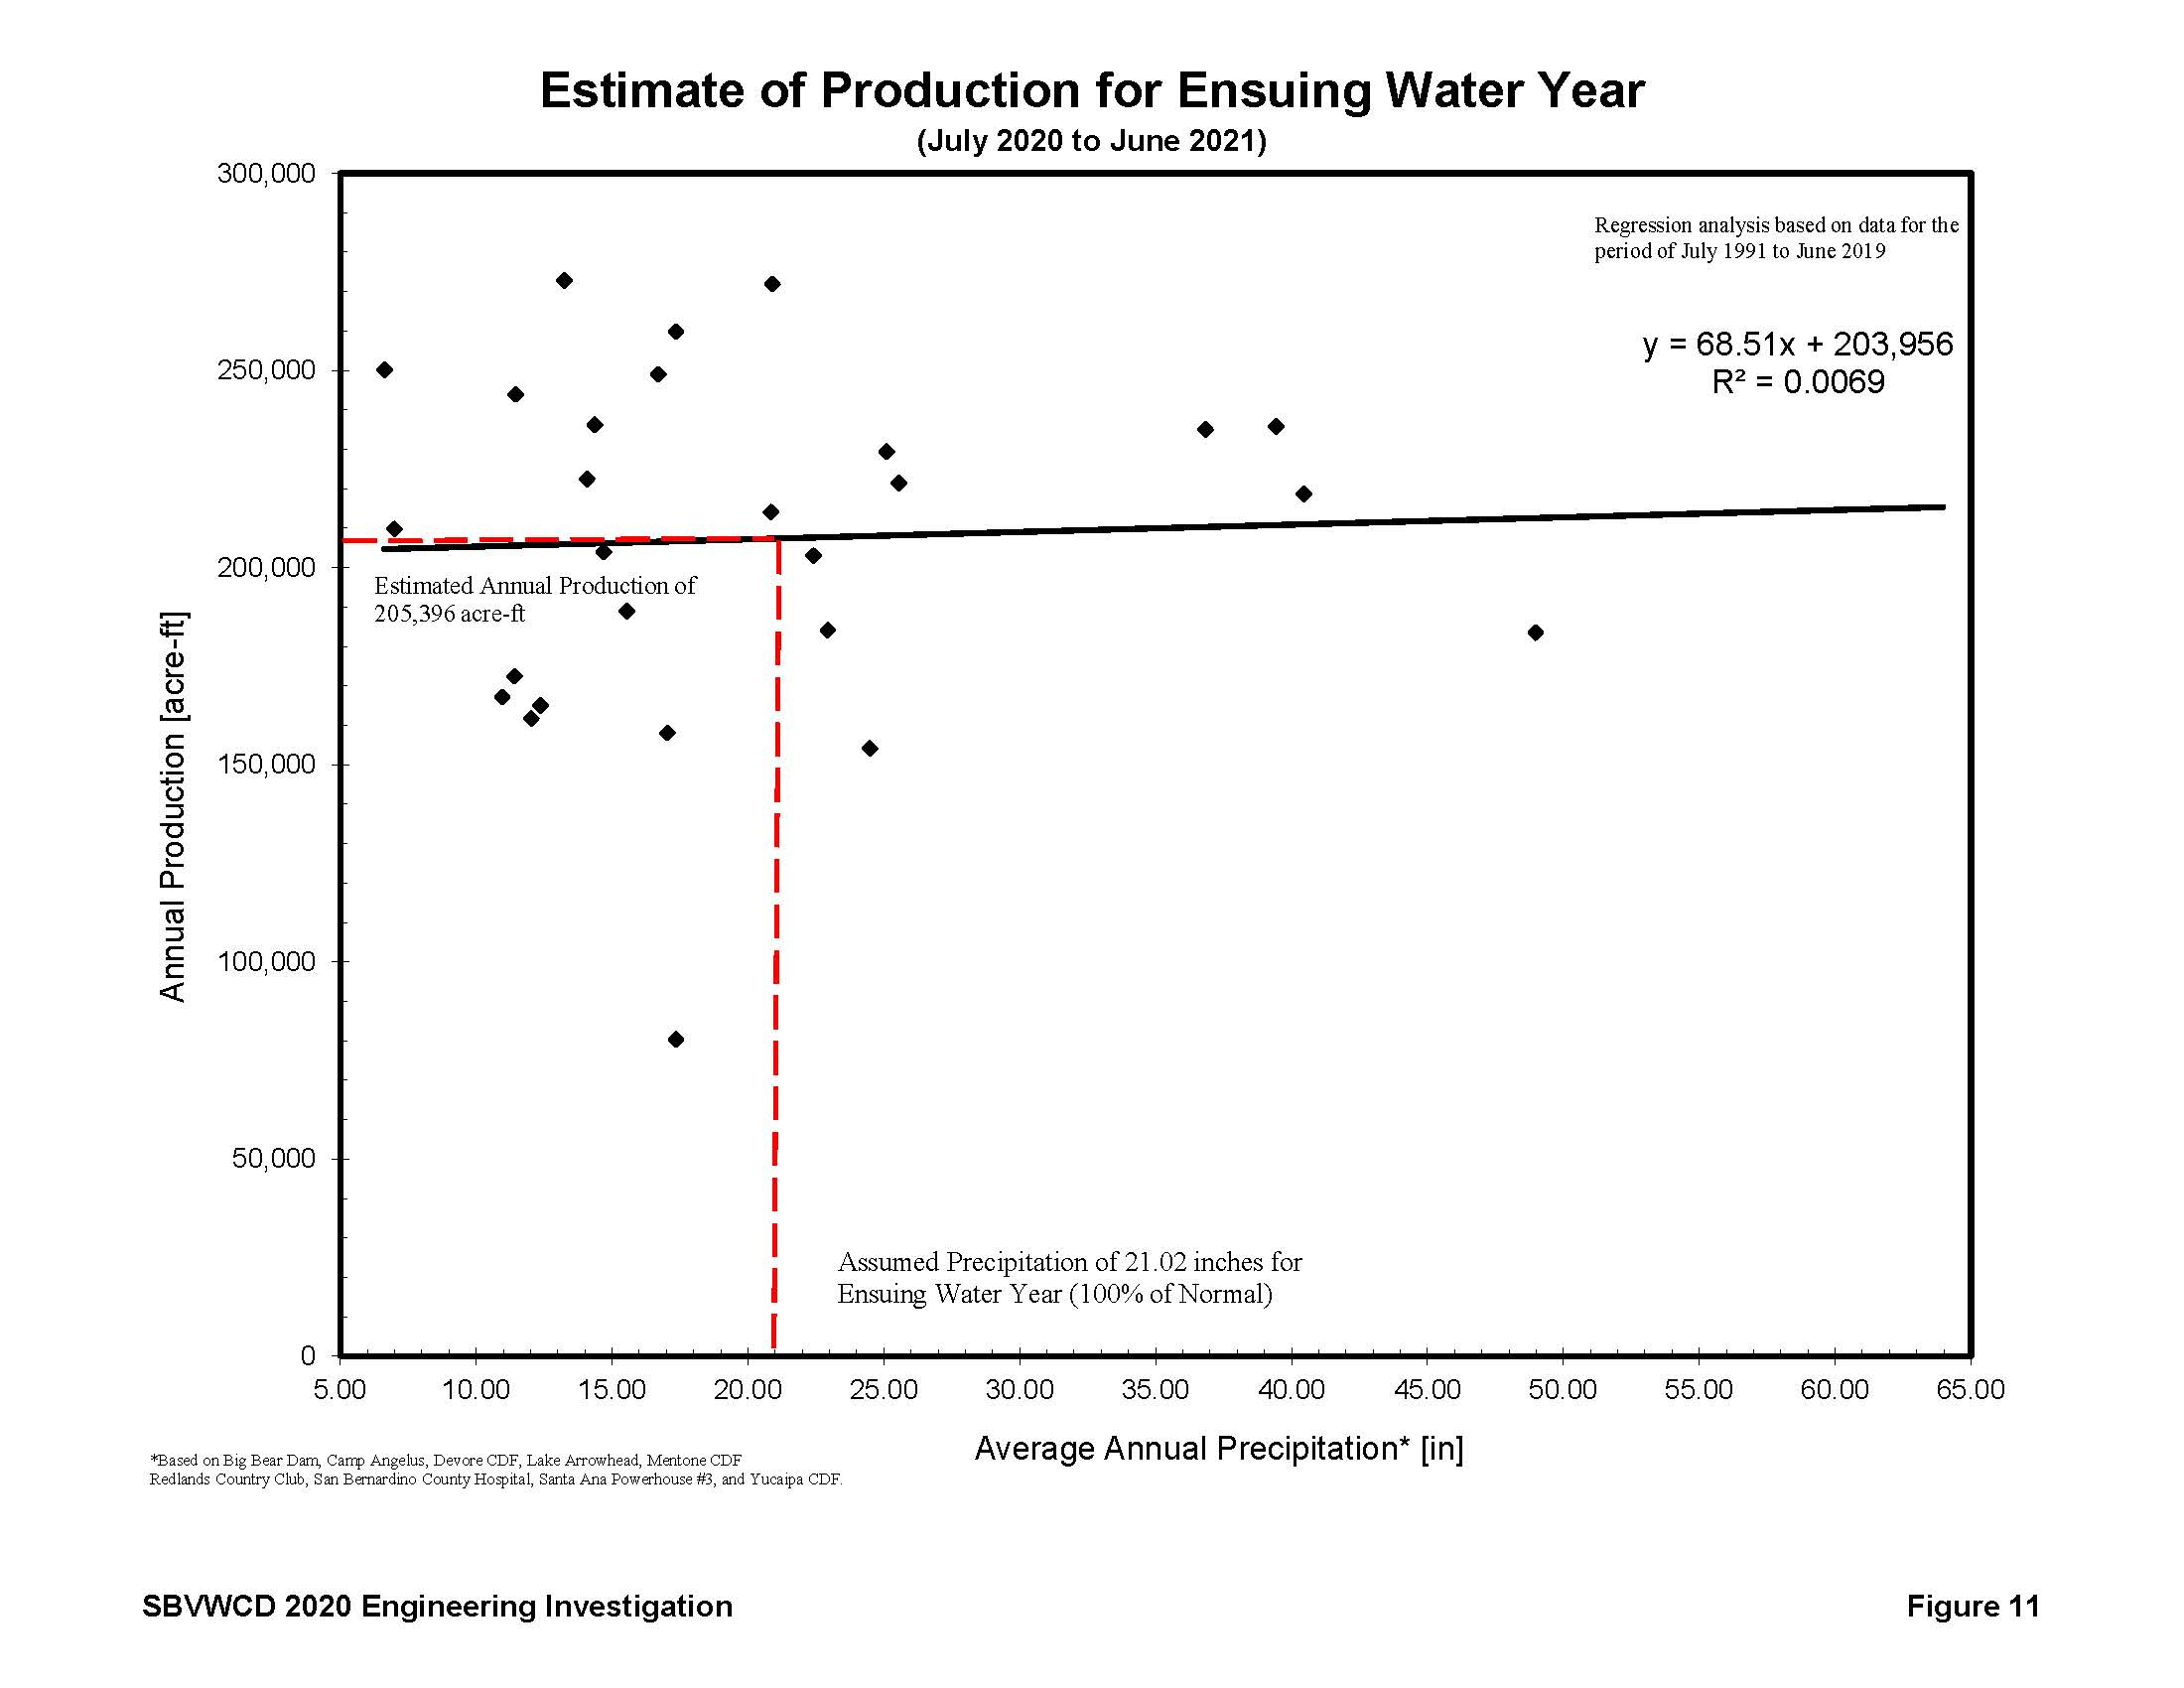 Estimate of Production for Ensuing Water Year
(July 2020 to June 2021)
300,000
250,000
200,000
150,000
100,000
50,000
0
Annual Production [acre-ft]
Regression analysis based on data for the
period of July 1991 to June 2019
y = 68.51x + 203,956
R² = 0.0069
Estimated Annual Production of
205,396 acre-ft
Assumed Precipitation of 21.02 inches for
Ensuing Water Year (100% of Normal)
5.00 10.00 15.00 20.00 25.00 30.00 35.00 40.00 45.00 50.00 55.00 60.00 65.00
Average Annual Precipitation* [in]
*Based on Big Bear Dam, Camp Angelus, Devore CDF, Lake Arrowhead, Mentone CDF
Redlands Country Club, San Bernardino County Hospital, Santa Ana Powerhouse #3, and Yucaipa CDF.
SBVWCD 2020 Engineering Investigation
Figure 11